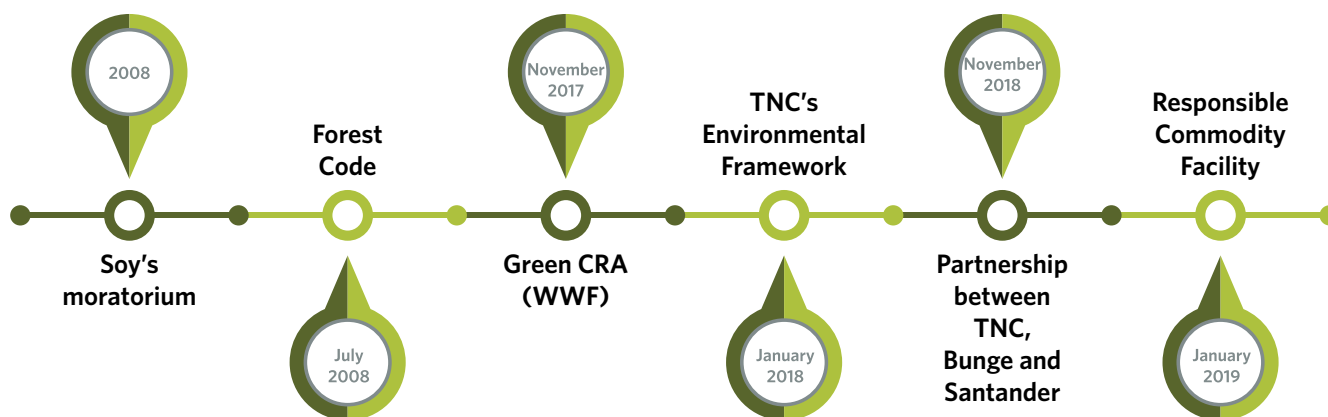 2008
Soy's
moratorium
Forest
Code
July
2008
November
2017
Green CRA
(WWF)
TNC's
Environmental
Framework
January
2018
November
2018
Partnership
between
TNC,
Bunge and
Santander
Responsible
Commodity
Facility
January
2019